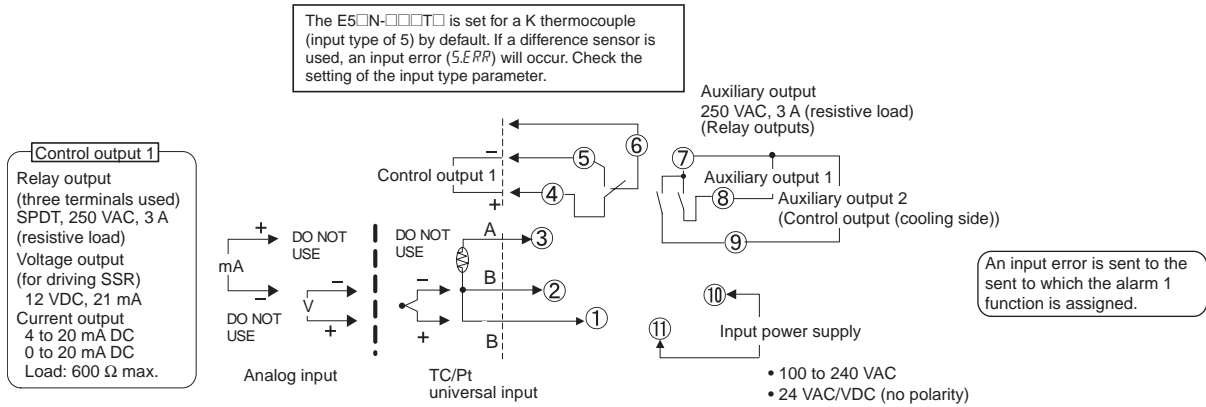 The E5□N-□□□T□ is set for a K thermocouple
(input type of 5) by default. If a difference sensor is
used, an input error (S.ERR) will occur. Check the
setting of the input type parameter.
Control output 1
Relay output
(three terminals used)
SPDT, 250 VAC, 3 A
(resistive load)
Voltage output
(for driving SSR)
12 VDC, 21 mA
Current output
4 to 20 mA DC
0 to 20 mA DC
Load: 600 Ω max.
+
mA
−
DO NOT
USE
DO NOT
USE
−
V
+
Analog input
DO NOT
USE
−
+
A
B
B
TC/Pt
universal input
−
Control output 1
+
⑥
⑤
④
③
②
①
Auxiliary output
250 VAC, 3 A (resistive load)
(Relay outputs)
⑦
Auxiliary output 1
⑧
Auxiliary output 2
(Control output (cooling side))
⑨
⑩
⑪
Input power supply
• 100 to 240 VAC
• 24 VAC/VDC (no polarity)
An input error is sent to the
sent to which the alarm 1
function is assigned.